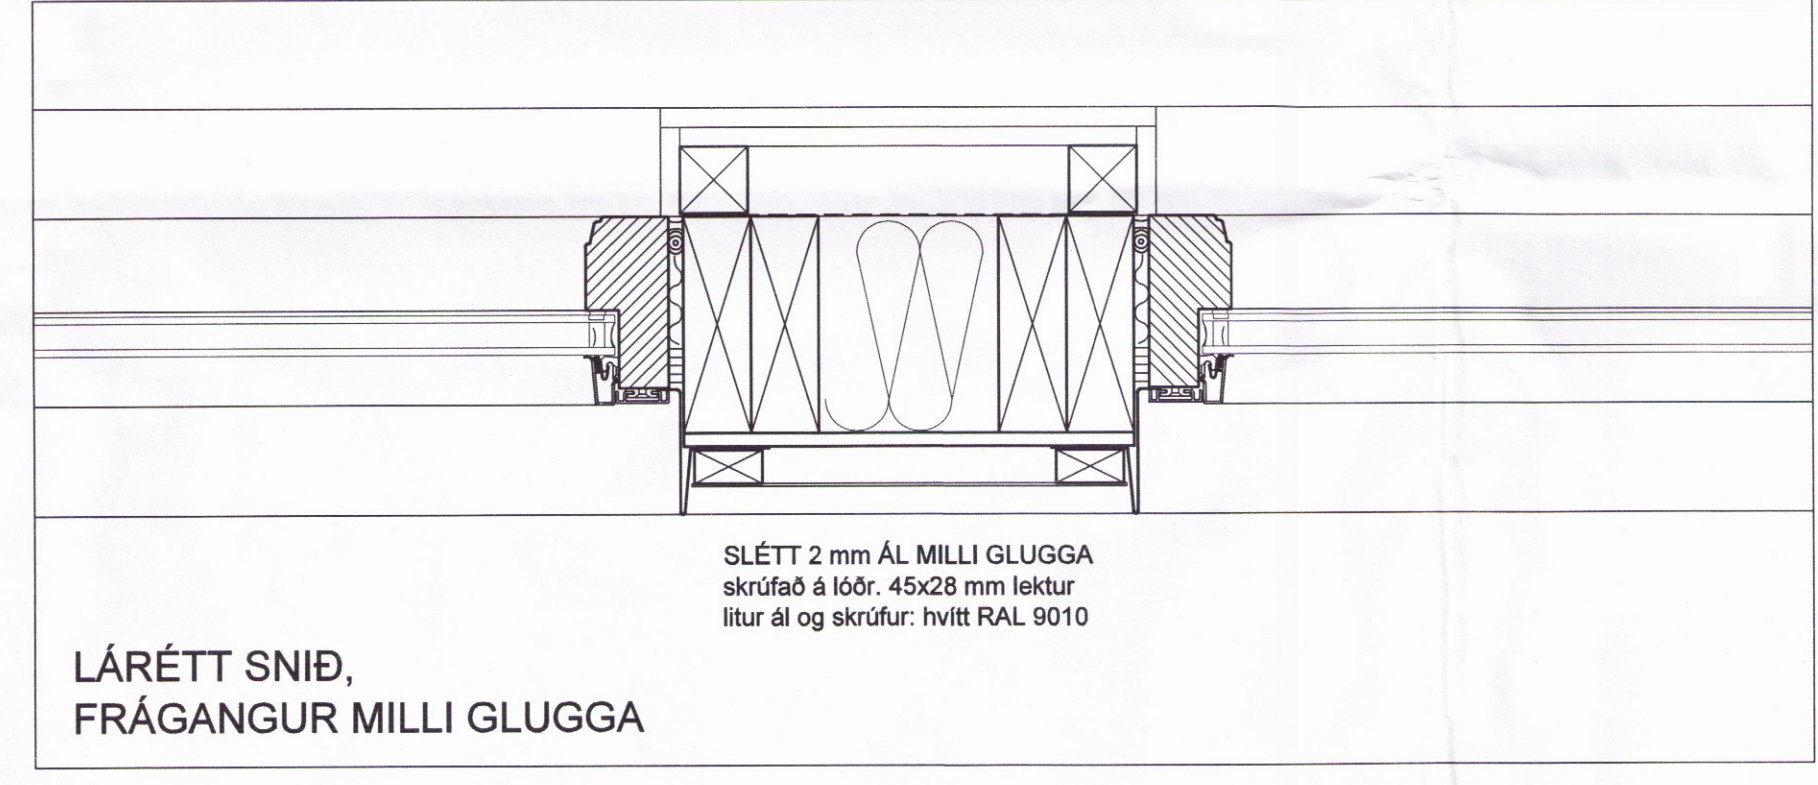 SLÉTT 2 mm ÁL MILLI GLUGGA
skrúfað á lóðr. 45x28 mm lektur
litur ál og skrúfur: hvítt RAL 9010
LÁRÉTT SNIÐ,
FRÁGANGUR MILLI GLUGGA